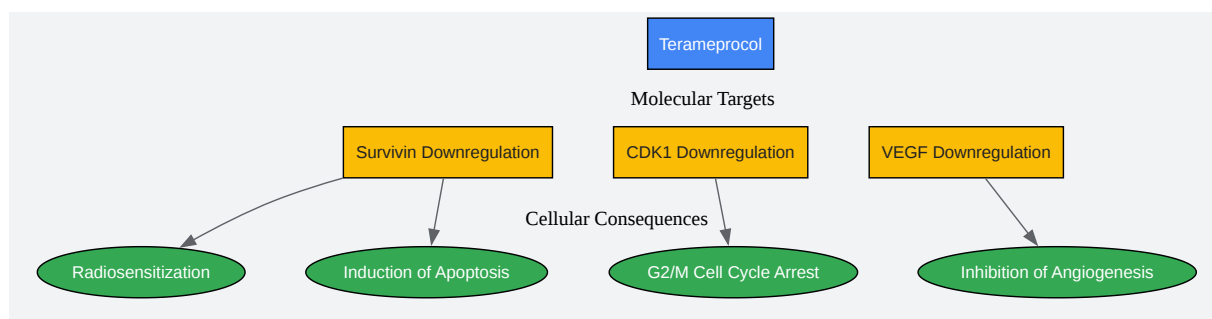 Terameprocol
Molecular Targets
Survivin Downregulation
CDK1 Downregulation
VEGF Downregulation
Cellular Consequences
Radiosensitization
Induction of Apoptosis
G2/M Cell Cycle Arrest
Inhibition of Angiogenesis